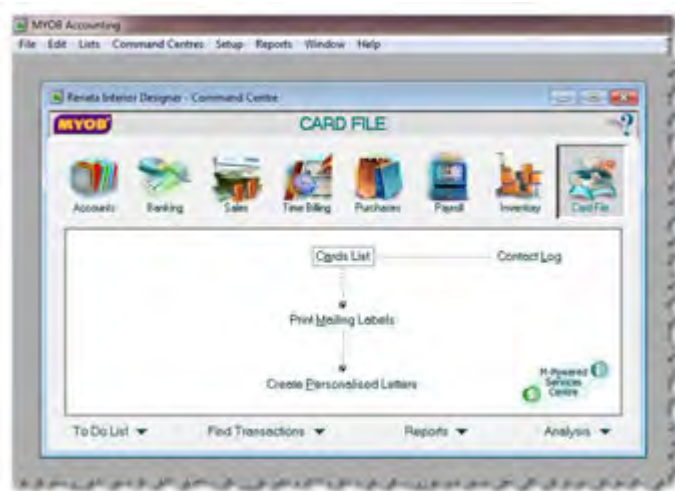 MYOB Accounting
File Edit Lists Command Centres Setup Reports Window Help
Renata Interior Designer - Command Centre
MYOB
CARD FILE
?
Accounts Banking Sales Time Billing Purchases Payroll Inventory Card File
Cards List Contact Log
Print Mailing Labels
Create Personalised Letters
M-Powered
Services
Centre
To Do List Find Transactions Reports Analysis